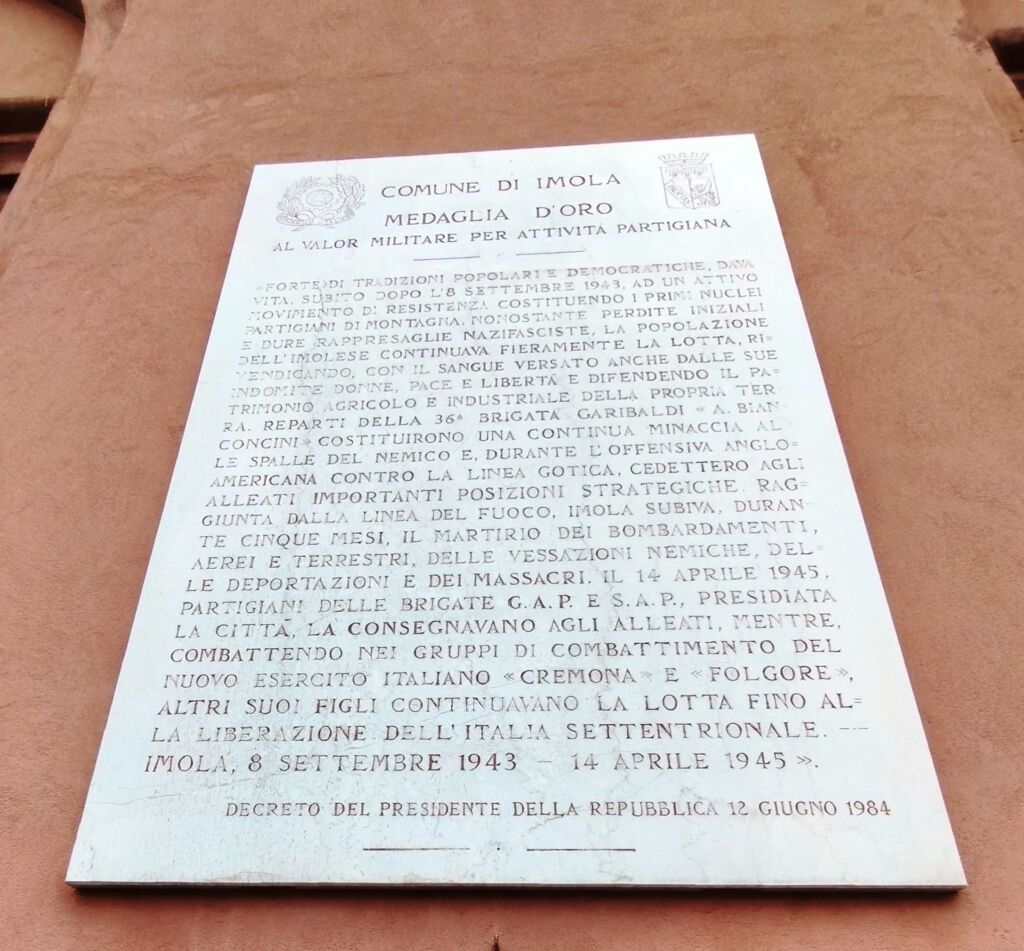 COMUNE DI IMOLA
MEDAGLIA D'ORO
AL VALOR MILITARE PER ATTIVITÀ PARTIGIANA
«FORTE DI TRADIZIONI POPOLARI E DEMOCRATICHE, DAVA
VITA, SUBITO DOPO L'8 SETTEMBRE 1943, AD UN ATTIVO
MOVIMENTO DI RESISTENZA COSTITUENDO I PRIMI NUCLEI
PARTIGIANI DI MONTAGNA. NONOSTANTE PERDITE INIZIALI
E DURE RAPPRESAGLIE NAZIFASCISTE, LA POPOLAZIONE
DELL'IMOLESE CONTINUAVA FIERAMENTE LA LOTTA, RI=
VENDICANDO, CON IL SANGUE VERSATO ANCHE DALLE SUE
INDOMITE DONNE, PACE E LIBERTÀ E DIFENDENDO IL PA=
TRIMONIO AGRICOLO E INDUSTRIALE DELLA PROPRIA TER=
RA. REPARTI DELLA 36ª BRIGATA GARIBALDI « A. BIAN=
CONCINI» COSTITUIRONO UNA CONTINUA MINACCIA AL=
LE SPALLE DEL NEMICO E, DURANTE L'OFFENSIVA ANGLO=
AMERICANA CONTRO LA LINEA GOTICA, CEDETTERO AGLI
ALLEATI IMPORTANTI POSIZIONI STRATEGICHE. RAG=
GIUNTA DALLA LINEA DEL FUOCO, IMOLA SUBIVA, DURAN=
TE CINQUE MESI, IL MARTIRIO DEI BOMBARDAMENTI,
AEREI E TERRESTRI, DELLE VESSAZIONI NEMICHE, DEL=
LE DEPORTAZIONI E DEI MASSACRI. IL 14 APRILE 1945,
PARTIGIANI DELLE BRIGATE G.A.P. E S.A.P., PRESIDIATA
LA CITTÀ, LA CONSEGNAVANO AGLI ALLEATI, MENTRE,
COMBATTENDO NEI GRUPPI DI COMBATTIMENTO DEL
NUOVO ESERCITO ITALIANO «CREMONA» E «FOLGORE»,
ALTRI SUOI FIGLI CONTINUAVANO LA LOTTA FINO AL=
LA LIBERAZIONE DELL'ITALIA SETTENTRIONALE. --
IMOLA, 8 SETTEMBRE 1943 - 14 APRILE 1945 ».
DECRETO DEL PRESIDENTE DELLA REPUBBLICA 12 GIUGNO 1984